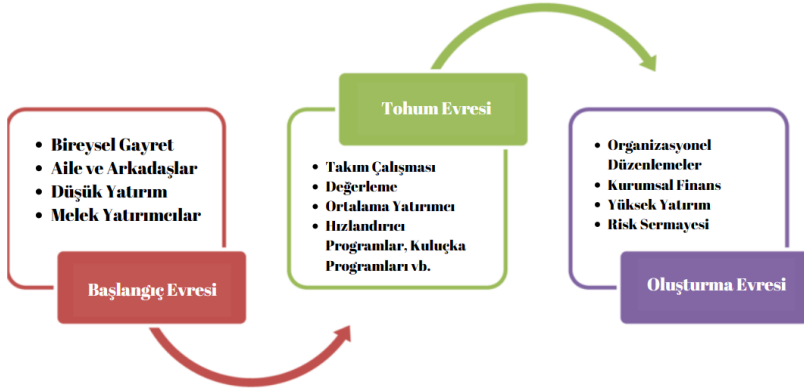 Bireysel Gayret
Aile ve Arkadaşlar
Düşük Yatırım
Melek Yatırımcılar
Başlangıç Evresi
Tohum Evresi
Takım Çalışması
Değerleme
Ortalama Yatırımcı
Hızlandırıcı
Programlar, Kuluçka
Programları vb.
Organizasyonel
Düzenlemeler
Kurumsal Finans
Yüksek Yatırım
Risk Sermayesi
Oluşturma Evresi